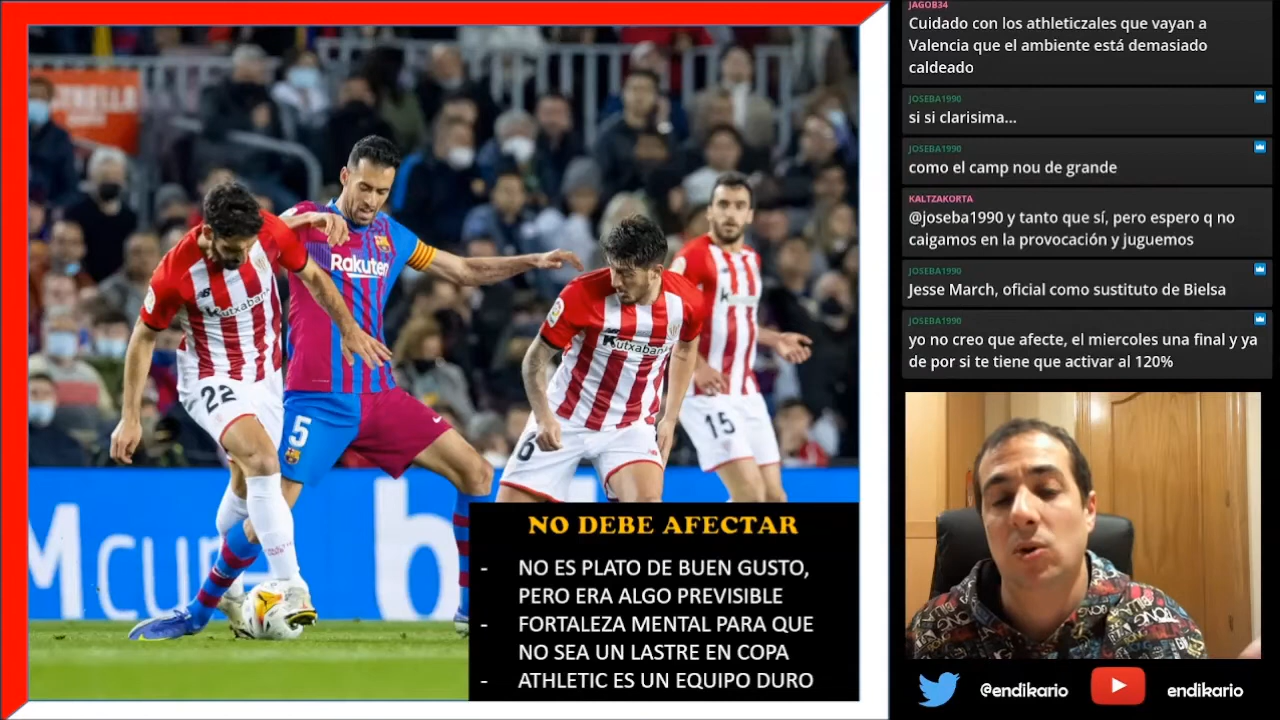 JAGOB34
Cuidado con los athleticzales que vayan a
Valencia que el ambiente está demasiado
caldeado
JOSEBA1990
si si clarisima...
JOSEBA1990
como el camp nou de grande
KALTZAKORTA
@joseba1990 y tanto que sí, pero espero q no
caigamos en la provocación y juguemos
JOSEBA1990
Jesse March, oficial como sustituto de Bielsa
JOSEBA1990
yo no creo que afecte, el miercoles una final y ya
de por si te tiene que activar al 120%
Rakuten
Kutxabank
Kutxabank
22
5
6
15
NO DEBE AFECTAR
- NO ES PLATO DE BUEN GUSTO,
PERO ERA ALGO PREVISIBLE
- FORTALEZA MENTAL PARA QUE
NO SEA UN LASTRE EN COPA
- ATHLETIC ES UN EQUIPO DURO
@endikario
endikario